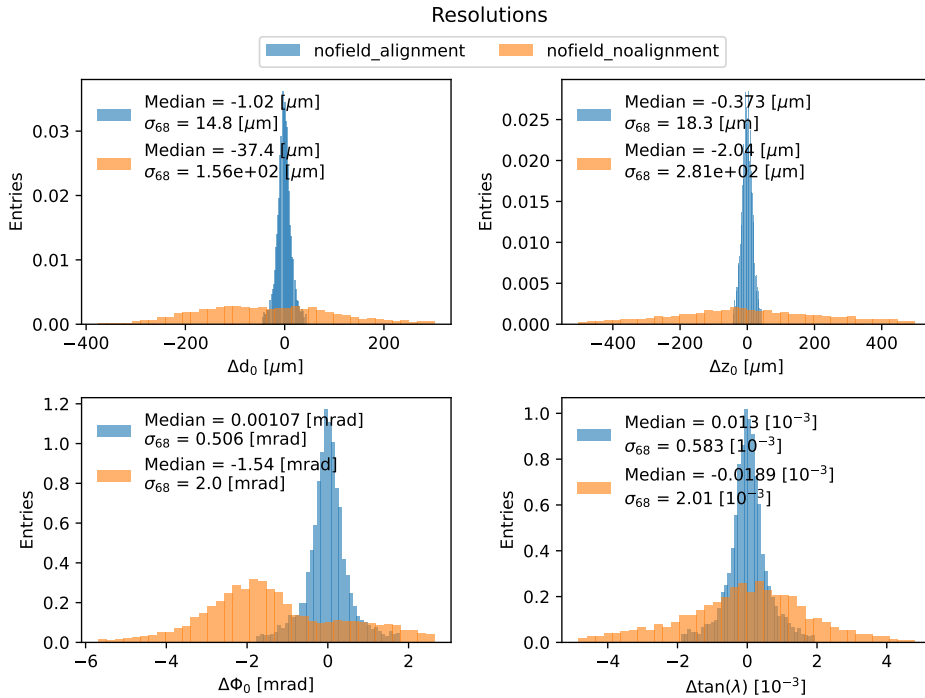 Resolutions
nofield_alignment nofield_noalignment
Median = -1.02 [μm]
σ68 = 14.8 [μm]
Median = -37.4 [μm]
σ68 = 1.56e+02 [μm]
Entries
0.03
0.02
0.01
0.00
−400 −200 0 200
Δd0 [μm]
Median = -0.373 [μm]
σ68 = 18.3 [μm]
Median = -2.04 [μm]
σ68 = 2.81e+02 [μm]
Entries
0.025
0.020
0.015
0.010
0.005
0.000
−400 −200 0 200 400
Δz0 [μm]
Median = 0.00107 [mrad]
σ68 = 0.506 [mrad]
Median = -1.54 [mrad]
σ68 = 2.0 [mrad]
Entries
1.2
1.0
0.8
0.6
0.4
0.2
0.0
−6 −4 −2 0 2
ΔΦ0 [mrad]
Median = 0.013 [10−3]
σ68 = 0.583 [10−3]
Median = -0.0189 [10−3]
σ68 = 2.01 [10−3]
Entries
1.0
0.8
0.6
0.4
0.2
0.0
−4 −2 0 2 4
Δtan(λ) [10−3]